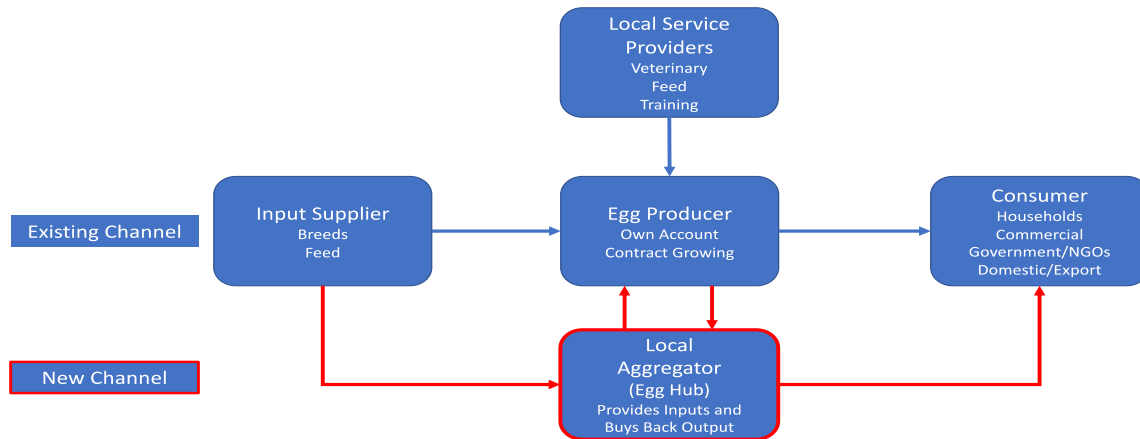 Local Service
Providers
Veterinary
Feed
Training
Existing Channel
Input Supplier
Breeds
Feed
Egg Producer
Own Account
Contract Growing
Consumer
Households
Commercial
Government/NGOs
Domestic/Export
New Channel
Local
Aggregator
(Egg Hub)
Provides Inputs and
Buys Back Output